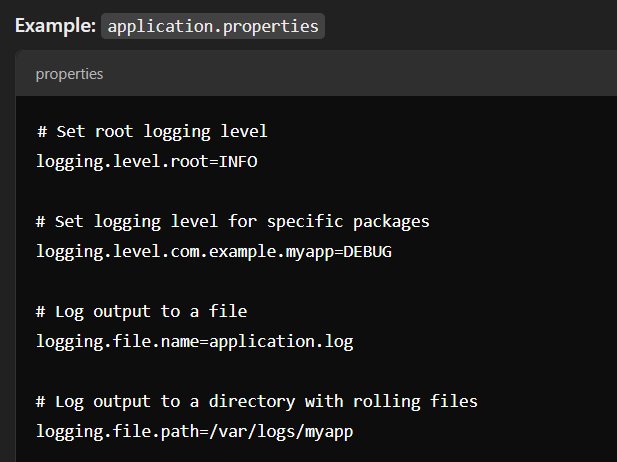 Example: application.properties
properties
# Set root logging level
logging.level.root=INFO
# Set logging level for specific packages
logging.level.com.example.myapp=DEBUG
# Log output to a file
logging.file.name=application.log
# Log output to a directory with rolling files
logging.file.path=/var/logs/myapp